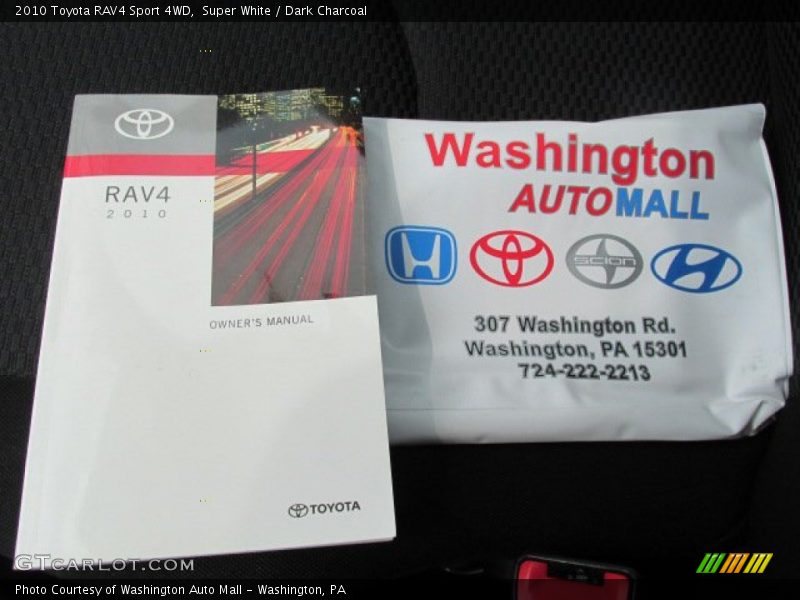 2010 Toyota RAV4 Sport 4WD, Super White / Dark Charcoal
RAV4
2010
OWNER'S MANUAL
TOYOTA
Washington
AUTOMALL
SCION
307 Washington Rd.
Washington, PA 15301
724-222-2213
GTCARLOT.COM
Photo Courtesy of Washington Auto Mall - Washington, PA